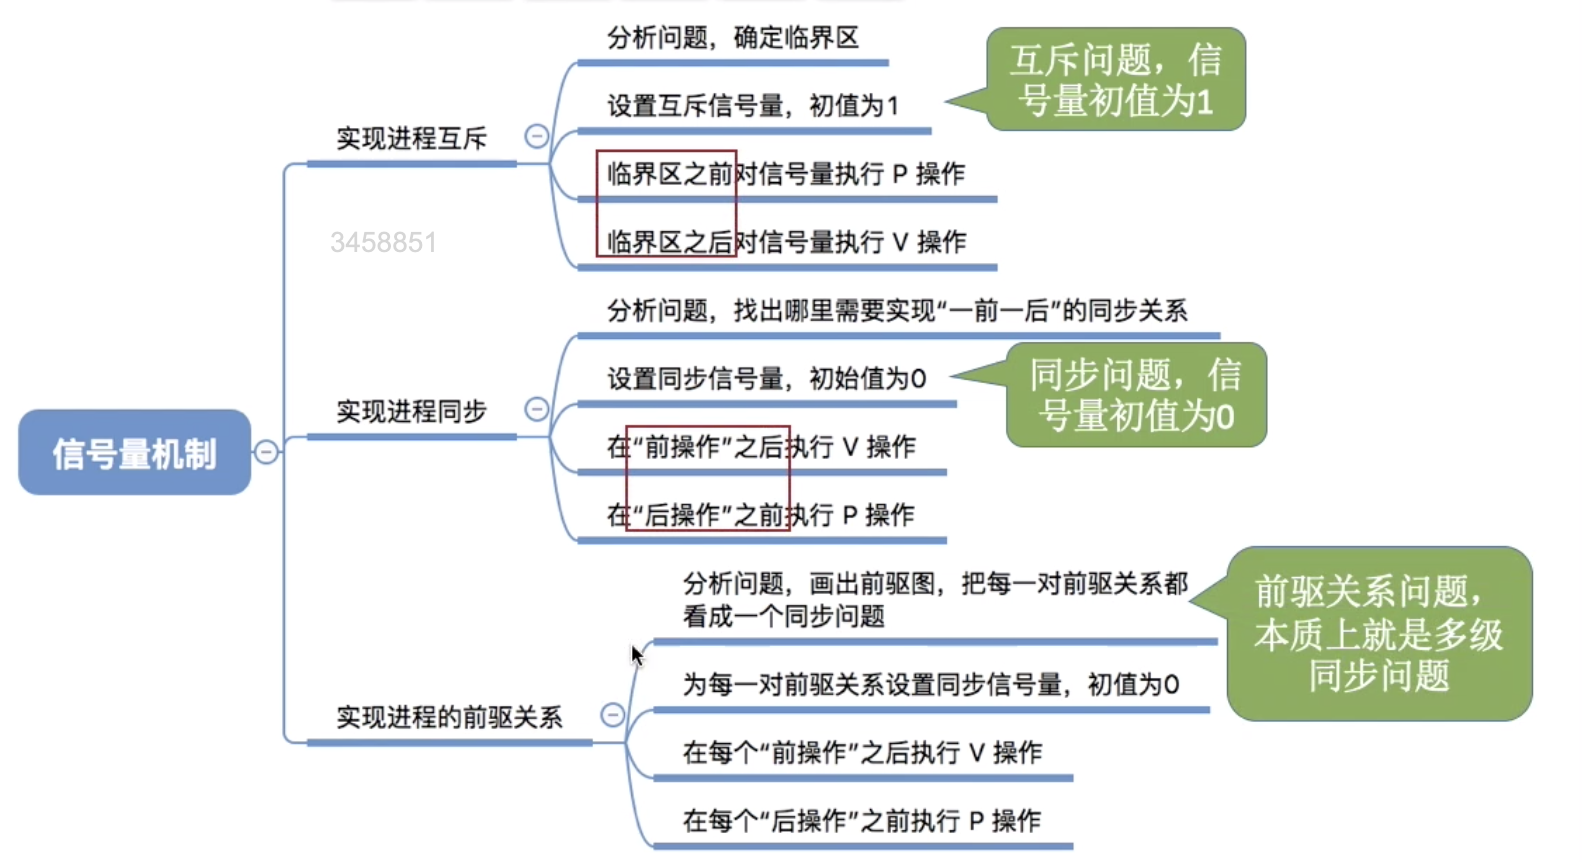 分析问题，确定临界区
互斥问题，信
号量初值为1
设置互斥信号量，初值为1
实现进程互斥
临界区之前对信号量执行 P 操作
临界区之后对信号量执行 V 操作
3458851
分析问题，找出哪里需要实现“一前一后”的同步关系
设置同步信号量，初始值为0
同步问题，信
号量初值为0
实现进程同步
在“前操作”之后执行 V 操作
在“后操作”之前执行 P 操作
信号量机制
分析问题，画出前驱图，把每一对前驱关系都
看成一个同步问题
前驱关系问题，
本质上就是多级
同步问题
为每一对前驱关系设置同步信号量，初值为0
实现进程的前驱关系
在每个“前操作”之后执行 V 操作
在每个“后操作”之前执行 P 操作